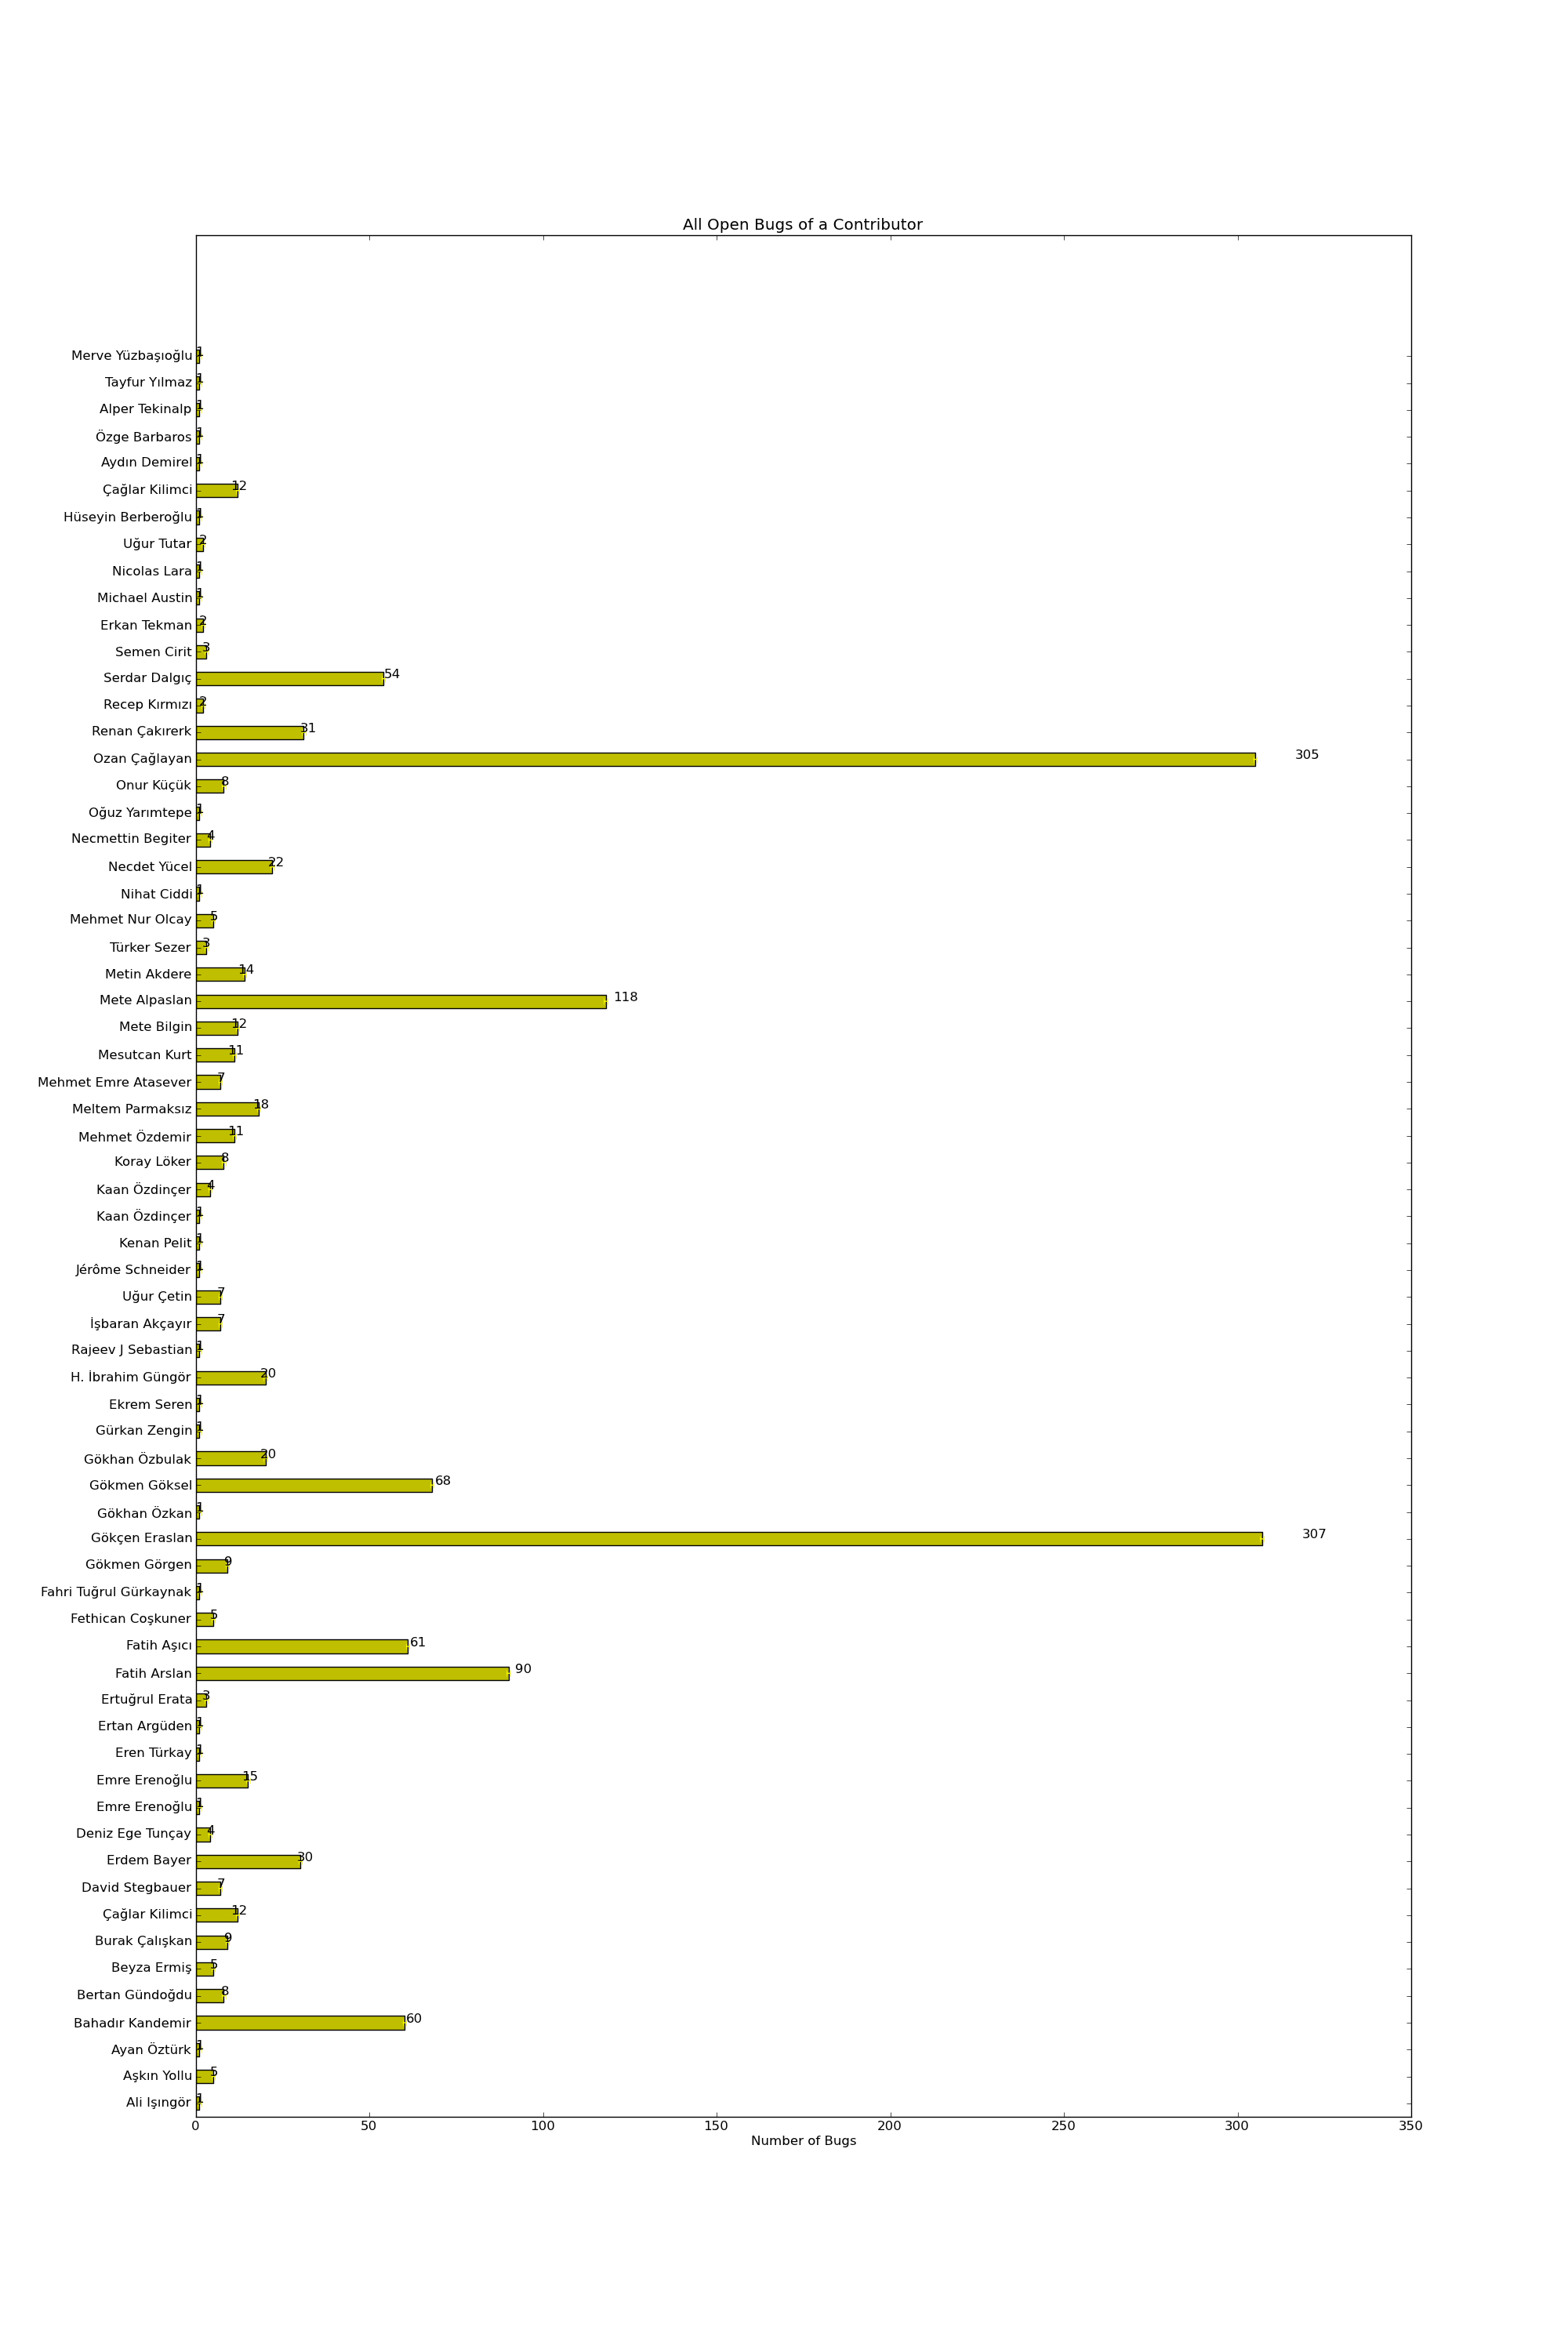 All Open Bugs of a Contributor
Merve Yüzbaşıoğlu 1
Tayfur Yılmaz 1
Alper Tekinalp 1
Özge Barbaros 1
Aydın Demirel 1
Çağlar Kilimci 12
Hüseyin Berberoğlu 1
Uğur Tutar 2
Nicolas Lara 1
Michael Austin 1
Erkan Tekman 2
Semen Cirit 3
Serdar Dalgıç 54
Recep Kırmızı 2
Renan Çakırerk 31
Ozan Çağlayan 305
Onur Küçük 8
Oğuz Yarımtepe 1
Necmettin Begiter 4
Necdet Yücel 22
Nihat Ciddi 1
Mehmet Nur Olcay 5
Türker Sezer 3
Metin Akdere 14
Mete Alpaslan 118
Mete Bilgin 12
Mesutcan Kurt 11
Mehmet Emre Atasever 7
Meltem Parmaksız 18
Mehmet Özdemir 11
Koray Löker 8
Kaan Özdinçer 4
Kaan Özdinçer 1
Kenan Pelit 1
Jérôme Schneider 1
Uğur Çetin 7
İşbaran Akçayır 7
Rajeev J Sebastian 1
H. İbrahim Güngör 20
Ekrem Seren 1
Gürkan Zengin 1
Gökhan Özbulak 20
Gökmen Göksel 68
Gökhan Özkan 1
Gökçen Eraslan 307
Gökmen Görgen 9
Fahri Tuğrul Gürkaynak 1
Fethican Coşkuner 5
Fatih Aşıcı 61
Fatih Arslan 90
Ertuğrul Erata 3
Ertan Argüden 1
Eren Türkay 1
Emre Erenoğlu 15
Emre Erenoğlu 1
Deniz Ege Tunçay 4
Erdem Bayer 30
David Stegbauer 7
Çağlar Kilimci 12
Burak Çalışkan 9
Beyza Ermiş 5
Bertan Gündoğdu 8
Bahadır Kandemir 60
Ayan Öztürk 1
Aşkın Yollu 5
Ali Işıngör 1
0 50 100 150 200 250 300 350
Number of Bugs